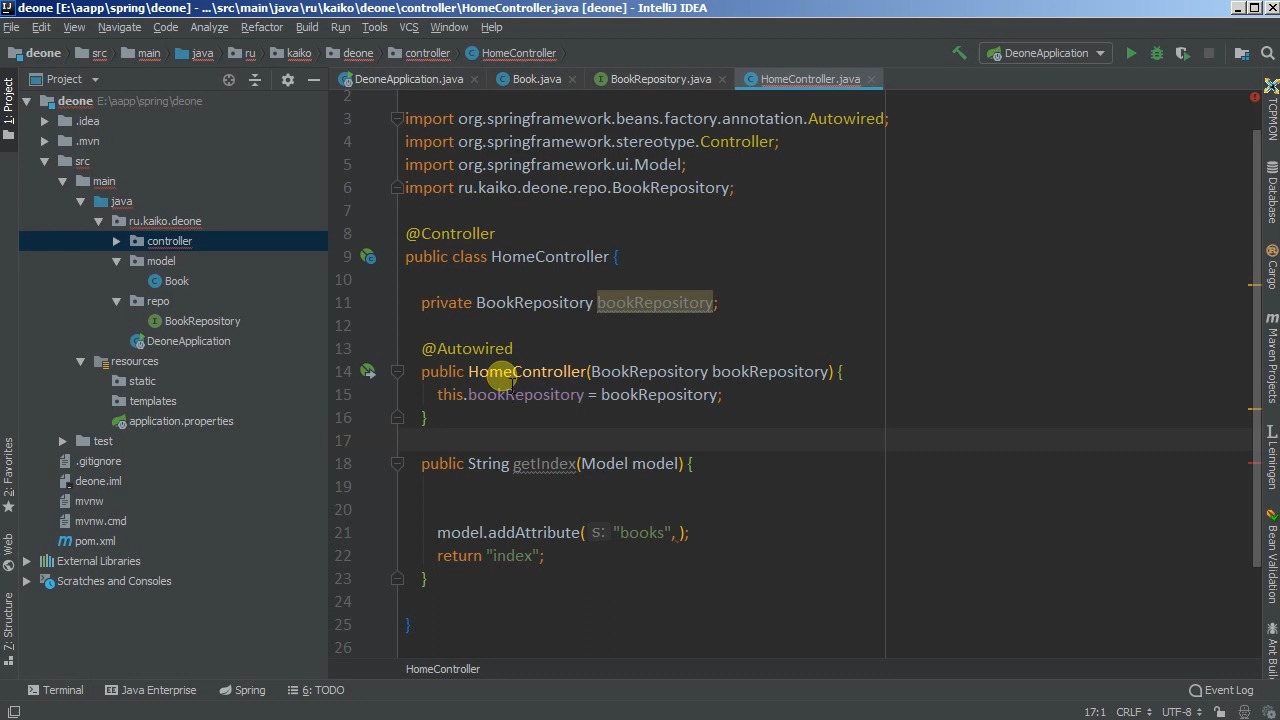 deone [E:\aapp\spring\deone] - ...\src\main\java\ru\kaiko\deone\controller\HomeController.java [deone] - IntelliJ IDEA
File Edit View Navigate Code Analyze Refactor Build Run Tools VCS Window Help
deone src main java ru kaiko deone controller HomeController DeoneApplication
Project DeoneApplication.java Book.java BookRepository.java HomeController.java
1: Project
2: Favorites
Web
Z: Structure
deone E:\aapp\spring\deone
.idea
.mvn
src
main
java
ru.kaiko.deone
controller
model
Book
repo
BookRepository
DeoneApplication
resources
static
templates
application.properties
test
.gitignore
deone.iml
mvnw
mvnw.cmd
pom.xml
External Libraries
Scratches and Consoles
2
3 import org.springframework.beans.factory.annotation.Autowired;
4 import org.springframework.stereotype.Controller;
5 import org.springframework.ui.Model;
6 import ru.kaiko.deone.repo.BookRepository;
7
8 @Controller
9 public class HomeController {
10
11 private BookRepository bookRepository;
12
13 @Autowired
14 public HomeController(BookRepository bookRepository) {
15 this.bookRepository = bookRepository;
16 }
17
18 public String getIndex(Model model) {
19
20
21 model.addAttribute( s: "books", );
22 return "index";
23 }
24
25 }
26
HomeController
TCPMON
Database
Cargo
Maven
Leiningen
Bean Validation
Ant Build
Terminal Java Enterprise Spring 6: TODO Event Log
17:1 CRLF UTF-8